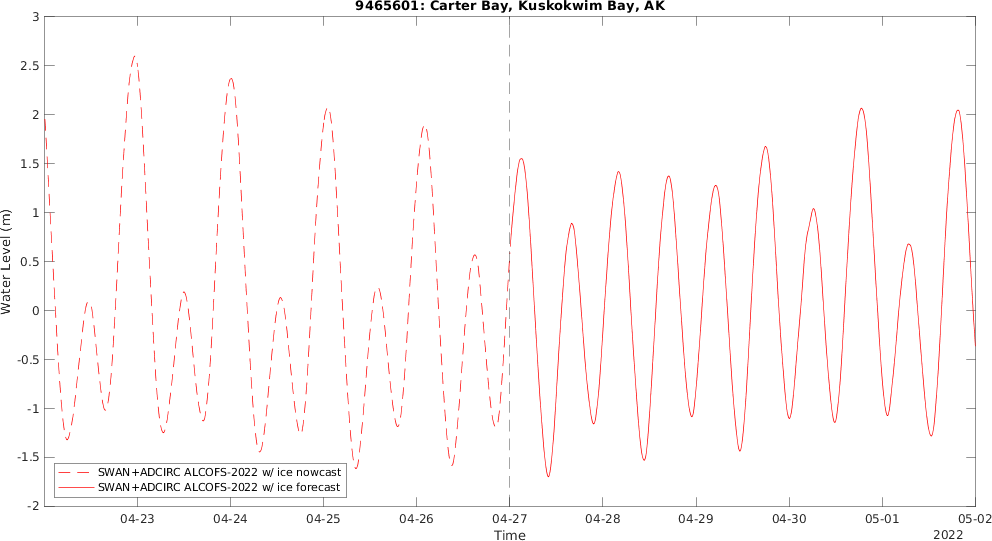 9465601: Carter Bay, Kuskokwim Bay, AK
Water Level (m)
3
2.5
2
1.5
1
0.5
0
-0.5
-1
-1.5
-2
SWAN+ADCIRC ALCOFS-2022 w/ ice nowcast
SWAN+ADCIRC ALCOFS-2022 w/ ice forecast
04-23 04-24 04-25 04-26 04-27 04-28 04-29 04-30 05-01 05-02
Time
2022